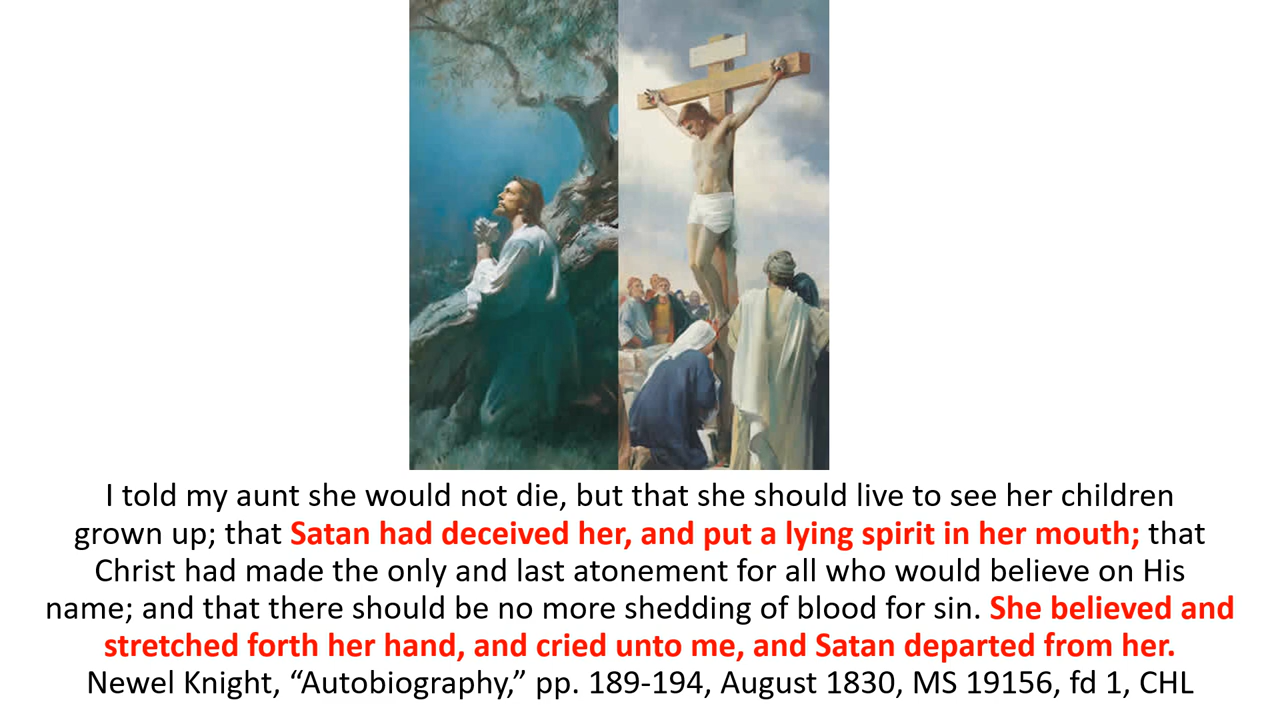 I told my aunt she would not die, but that she should live to see her children
grown up; that Satan had deceived her, and put a lying spirit in her mouth; that
Christ had made the only and last atonement for all who would believe on His
name; and that there should be no more shedding of blood for sin. She believed and
stretched forth her hand, and cried unto me, and Satan departed from her.
Newel Knight, “Autobiography,” pp. 189-194, August 1830, MS 19156, fd 1, CHL